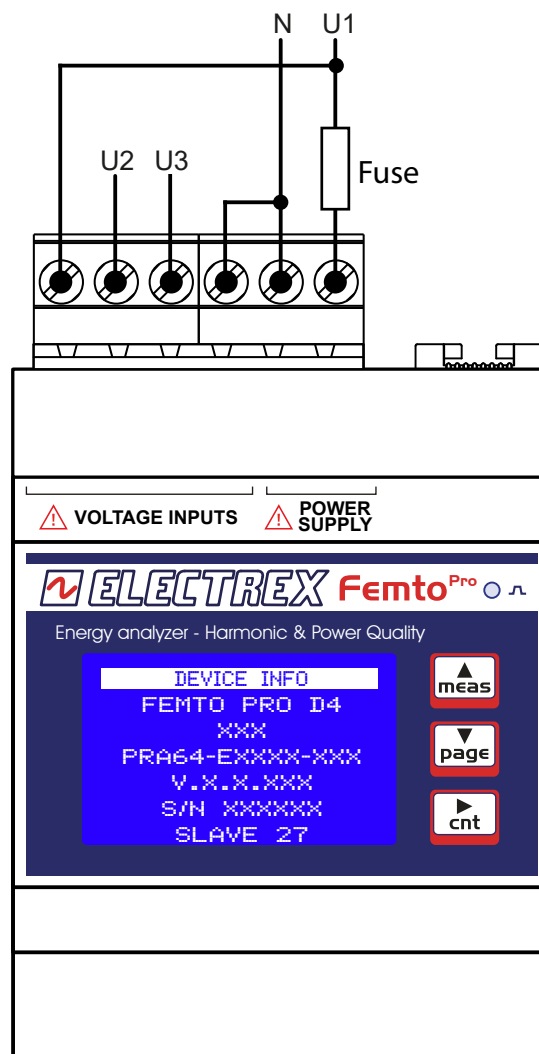 N U1
U2 U3
Fuse
VOLTAGE INPUTS
POWER
SUPPLY
ELECTREX Femto Pro
Energy analyzer - Harmonic & Power Quality
DEVICE INFO
FEMTO PRO D4
XXX
PRA64-EXXXX-XXX
V.X.X.XXX
S/N XXXXXX
SLAVE 27
meas
page
cnt